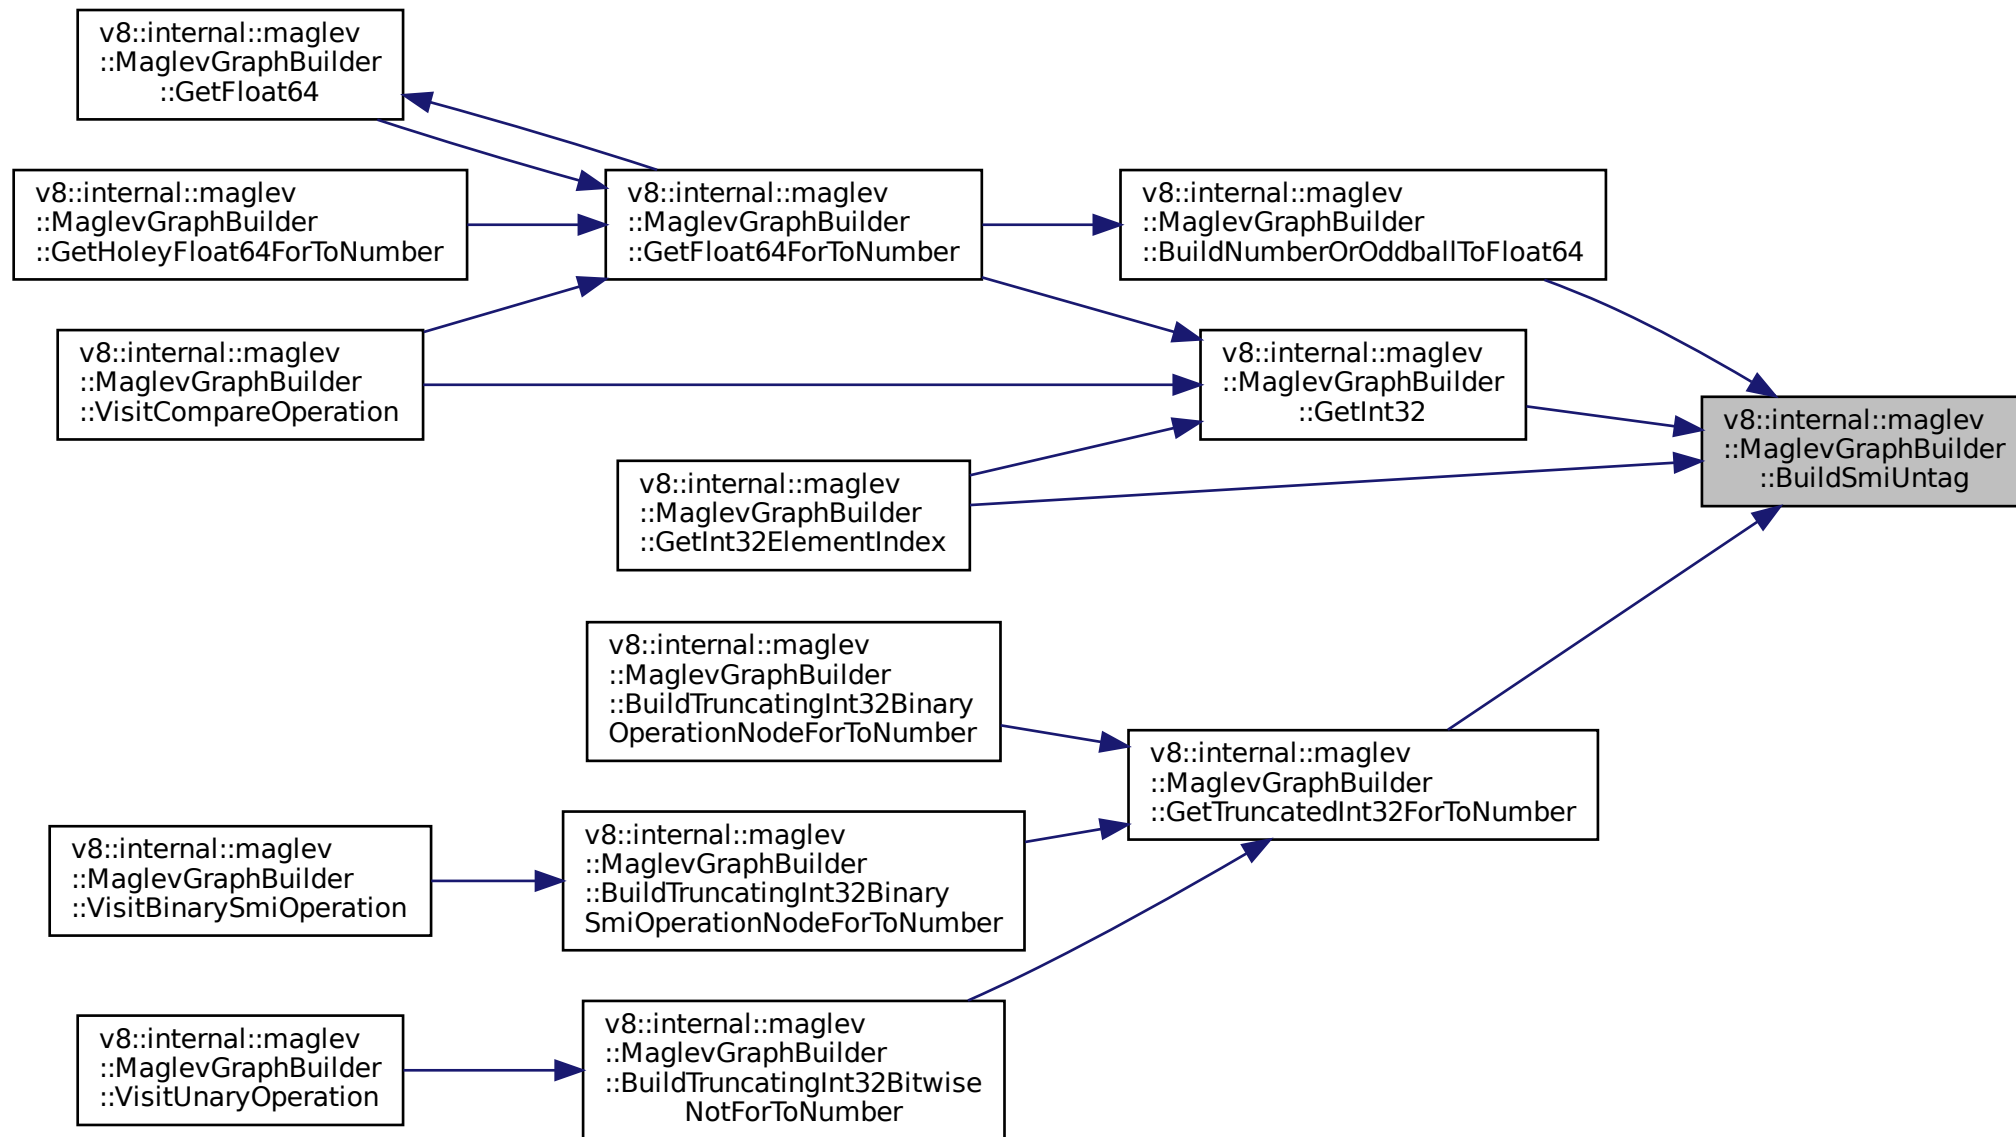 v8::internal::maglev
::MaglevGraphBuilder
::GetFloat64
v8::internal::maglev
::MaglevGraphBuilder
::GetHoleyFloat64ForToNumber
v8::internal::maglev
::MaglevGraphBuilder
::GetFloat64ForToNumber
v8::internal::maglev
::MaglevGraphBuilder
::BuildNumberOrOddballToFloat64
v8::internal::maglev
::MaglevGraphBuilder
::VisitCompareOperation
v8::internal::maglev
::MaglevGraphBuilder
::GetInt32
v8::internal::maglev
::MaglevGraphBuilder
::BuildSmiUntag
v8::internal::maglev
::MaglevGraphBuilder
::GetInt32ElementIndex
v8::internal::maglev
::MaglevGraphBuilder
::BuildTruncatingInt32Binary
OperationNodeForToNumber
v8::internal::maglev
::MaglevGraphBuilder
::GetTruncatedInt32ForToNumber
v8::internal::maglev
::MaglevGraphBuilder
::VisitBinarySmiOperation
v8::internal::maglev
::MaglevGraphBuilder
::BuildTruncatingInt32Binary
SmiOperationNodeForToNumber
v8::internal::maglev
::MaglevGraphBuilder
::VisitUnaryOperation
v8::internal::maglev
::MaglevGraphBuilder
::BuildTruncatingInt32Bitwise
NotForToNumber